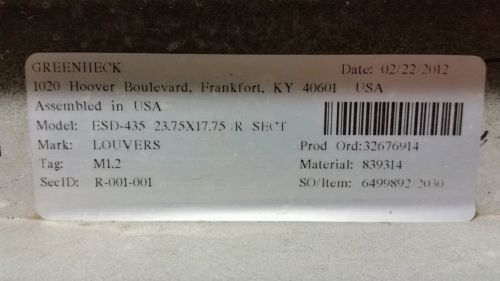 GREENHECK Date: 02/22/2012
1020 Hoover Boulevard, Frankfort, KY 40601 USA
Assembled in USA
Model: ESD-435 23.75X17.75 R SECT
Mark: LOUVERS Prod Ord:32676914
Tag: M1.2 Material: 839314
SecID: R-001-001 SO/Item: 6499892/2030